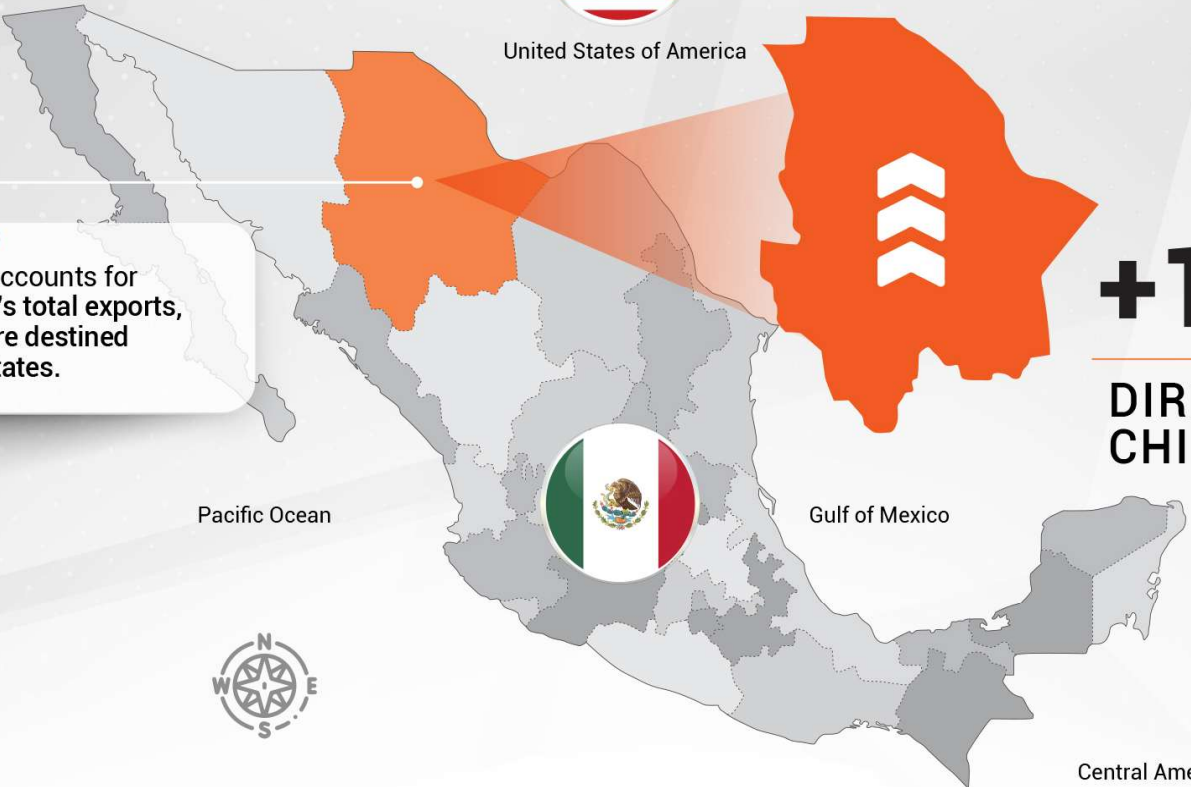 United States of America
ccounts for
's total exports,
re destined
tates.
+1
DIR
CHI
Pacific Ocean
Gulf of Mexico
N
W E
S
Central Ame